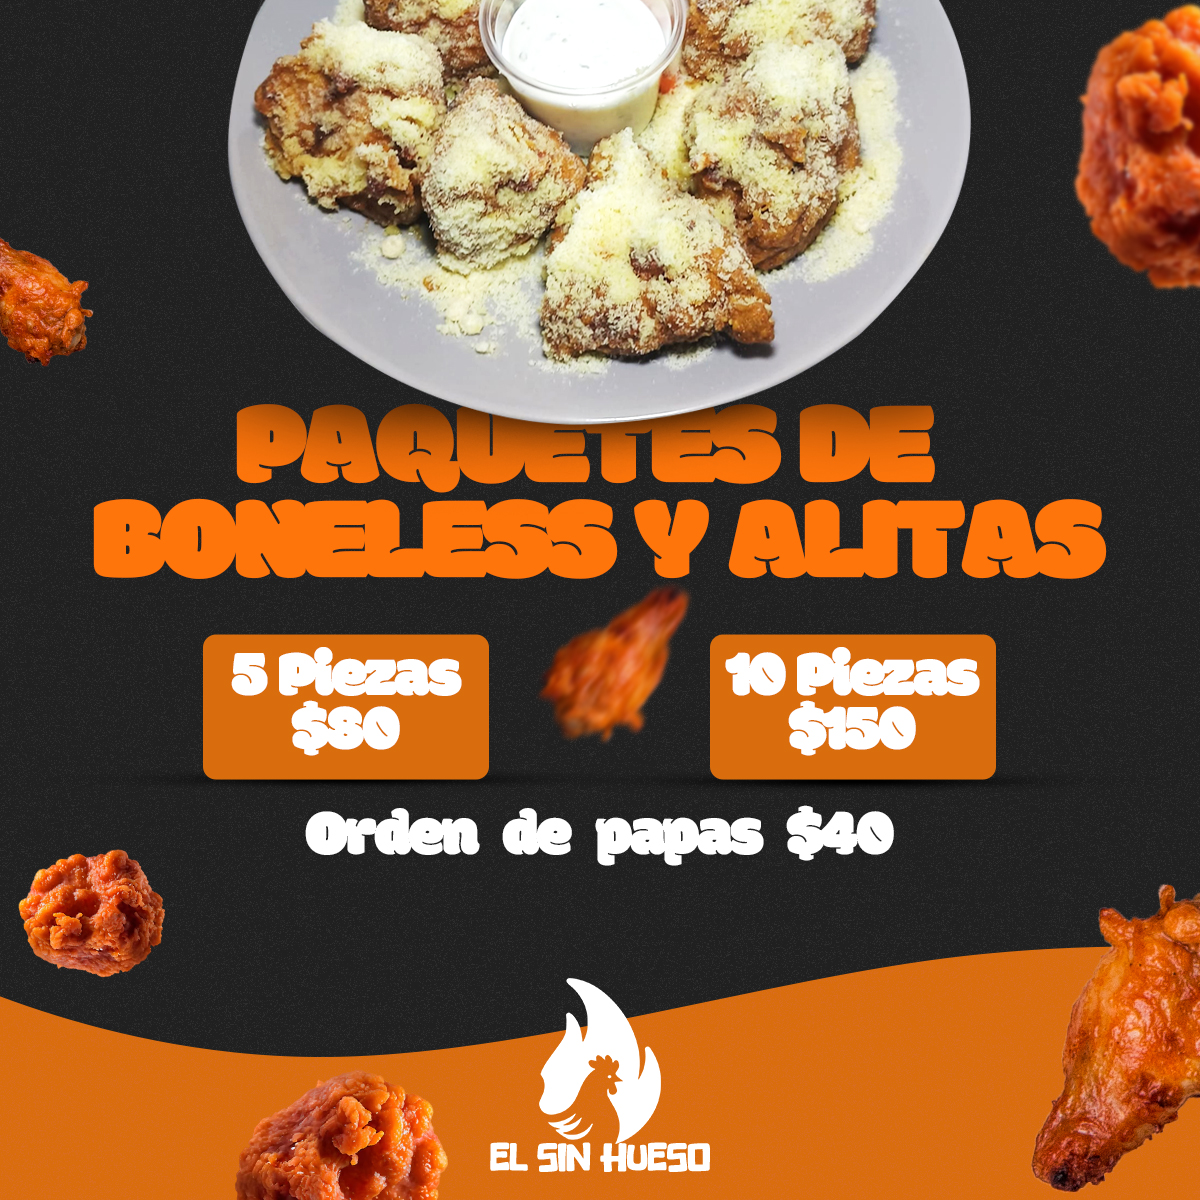 PAQUETES DE
BONELESS Y ALITAS
5 Piezas
$80
10 Piezas
$150
Orden de papas $40
EL SIN HUESO